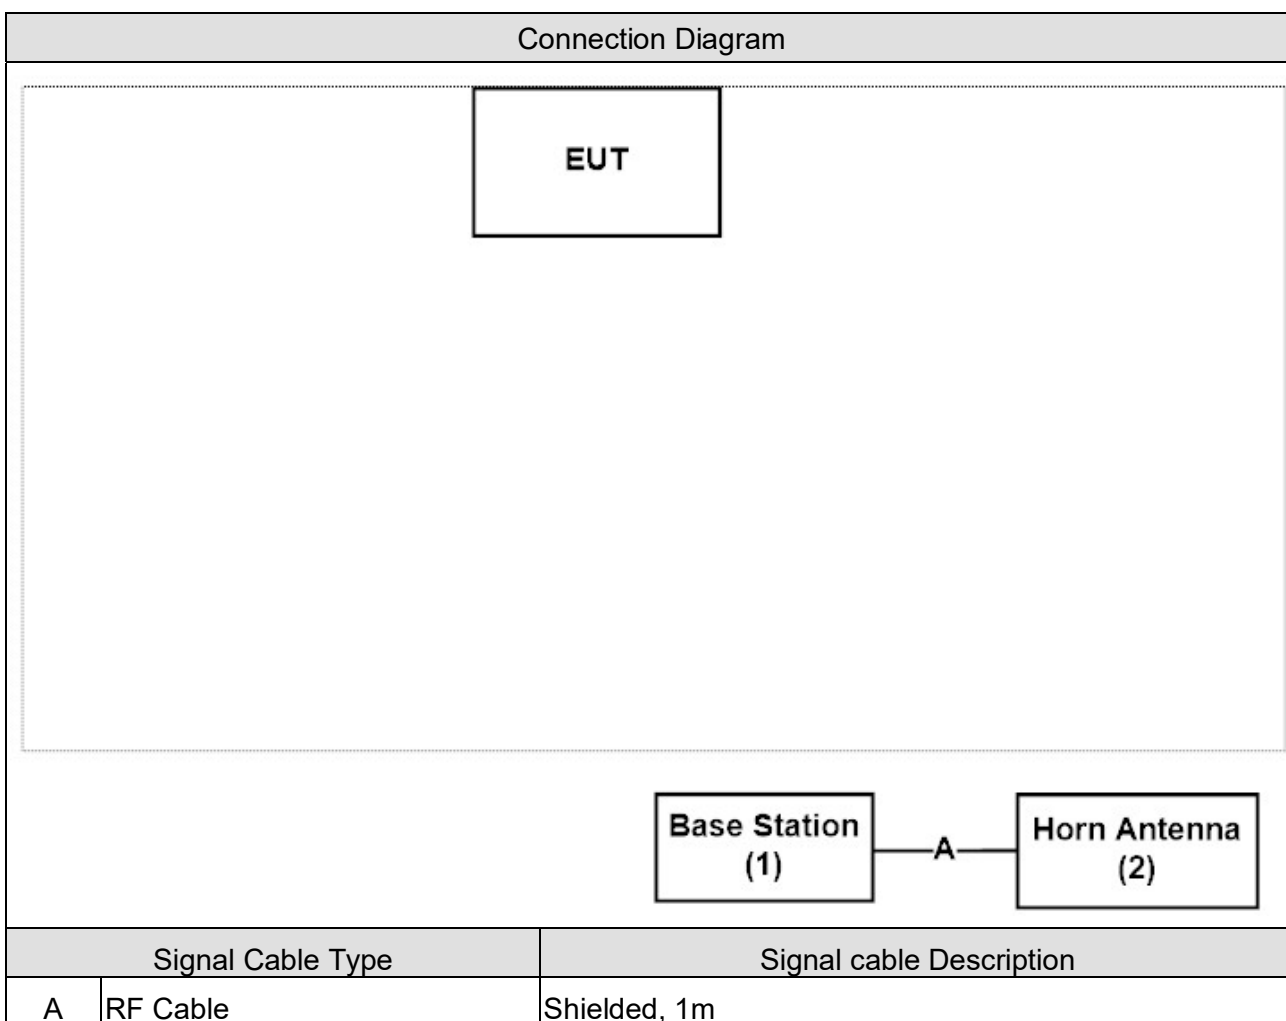 Connection Diagram
EUT
Base Station
(1)
A
Horn Antenna
(2)
Signal Cable Type
Signal cable Description
A
RF Cable
Shielded, 1m